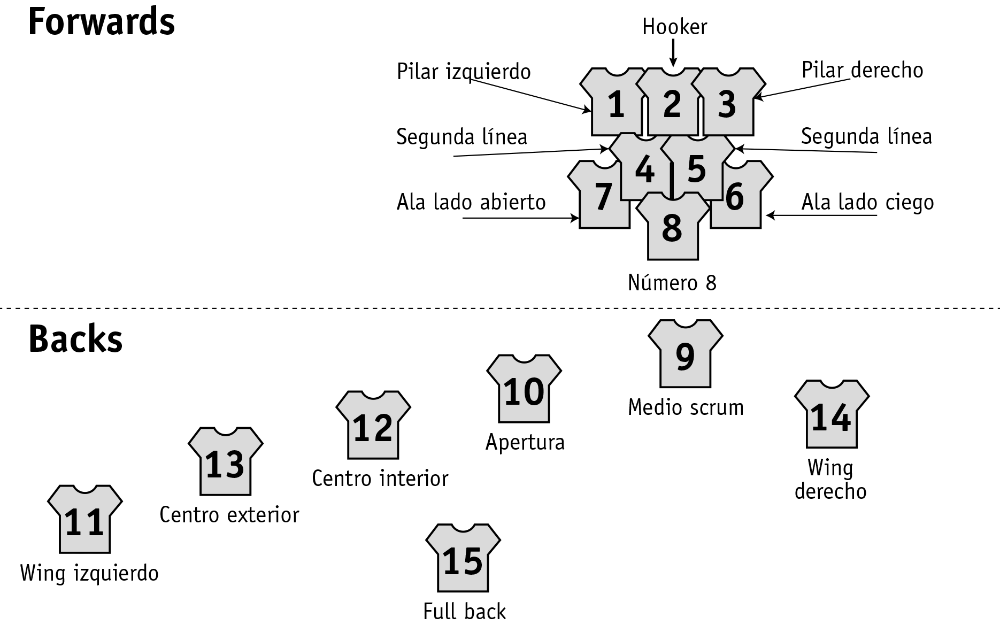 Forwards
Hooker
Pilar izquierdo
Pilar derecho
1 2 3
Segunda línea
Segunda línea
4 5
7 6
Ala lado abierto
Ala lado ciego
8
Número 8
Backs
9
Medio scrum
10
Apertura
14
Wing
derecho
12
Centro interior
13
Centro exterior
11
Wing izquierdo
15
Full back